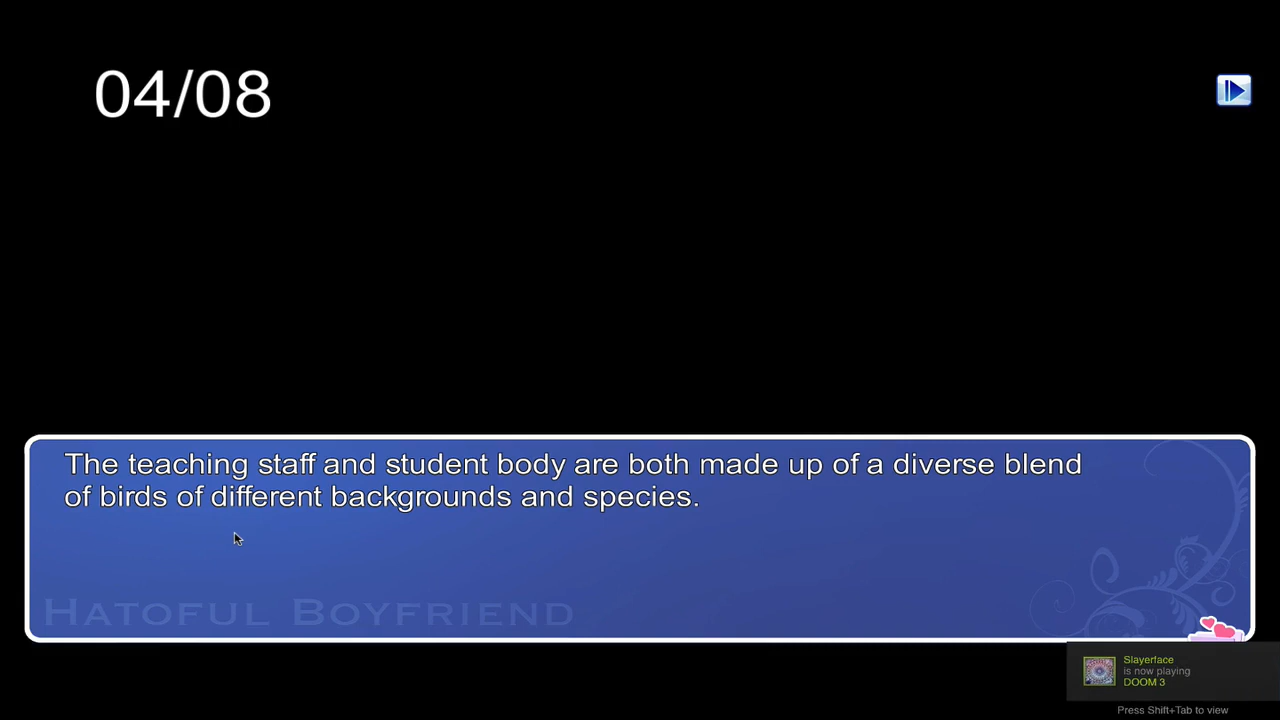 04/08
The teaching staff and student body are both made up of a diverse blend
of birds of different backgrounds and species.
HATOFUL BOYFRIEND
Slayerface
is now playing
DOOM 3
Press Shift+Tab to view